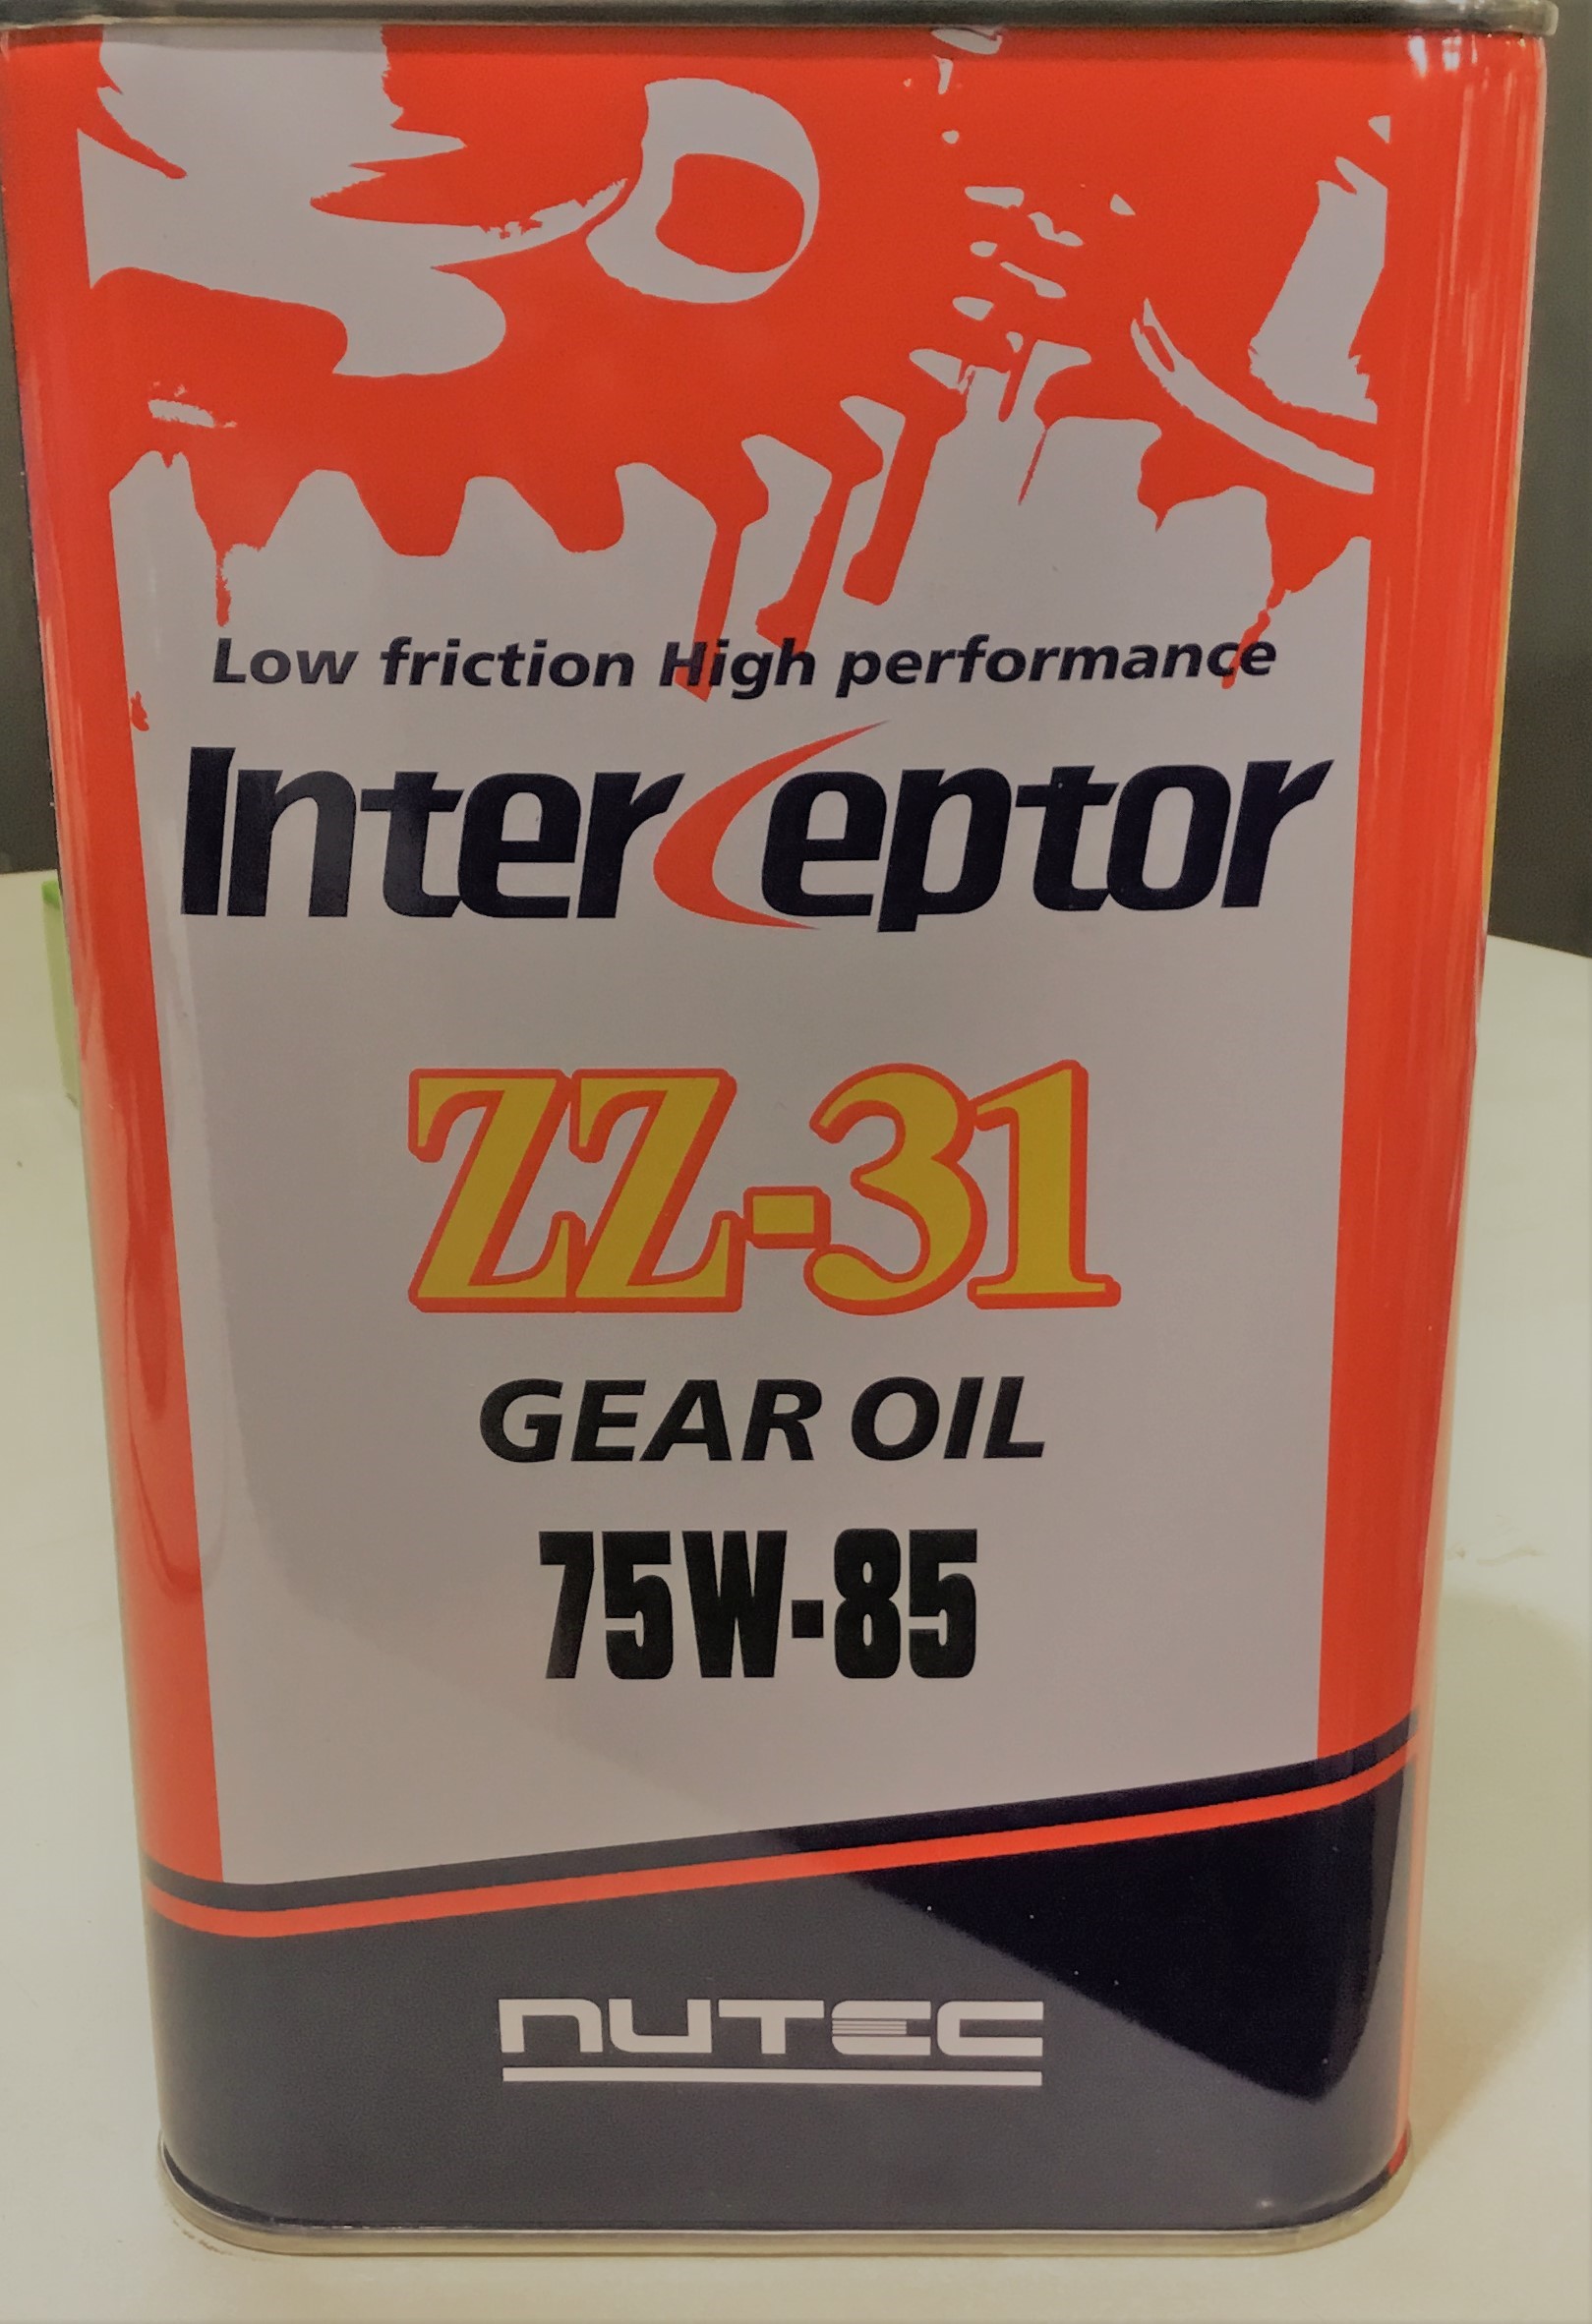 Low friction High performance
Interceptor
ZZ-31
GEAR OIL
75W-85
NUTEC